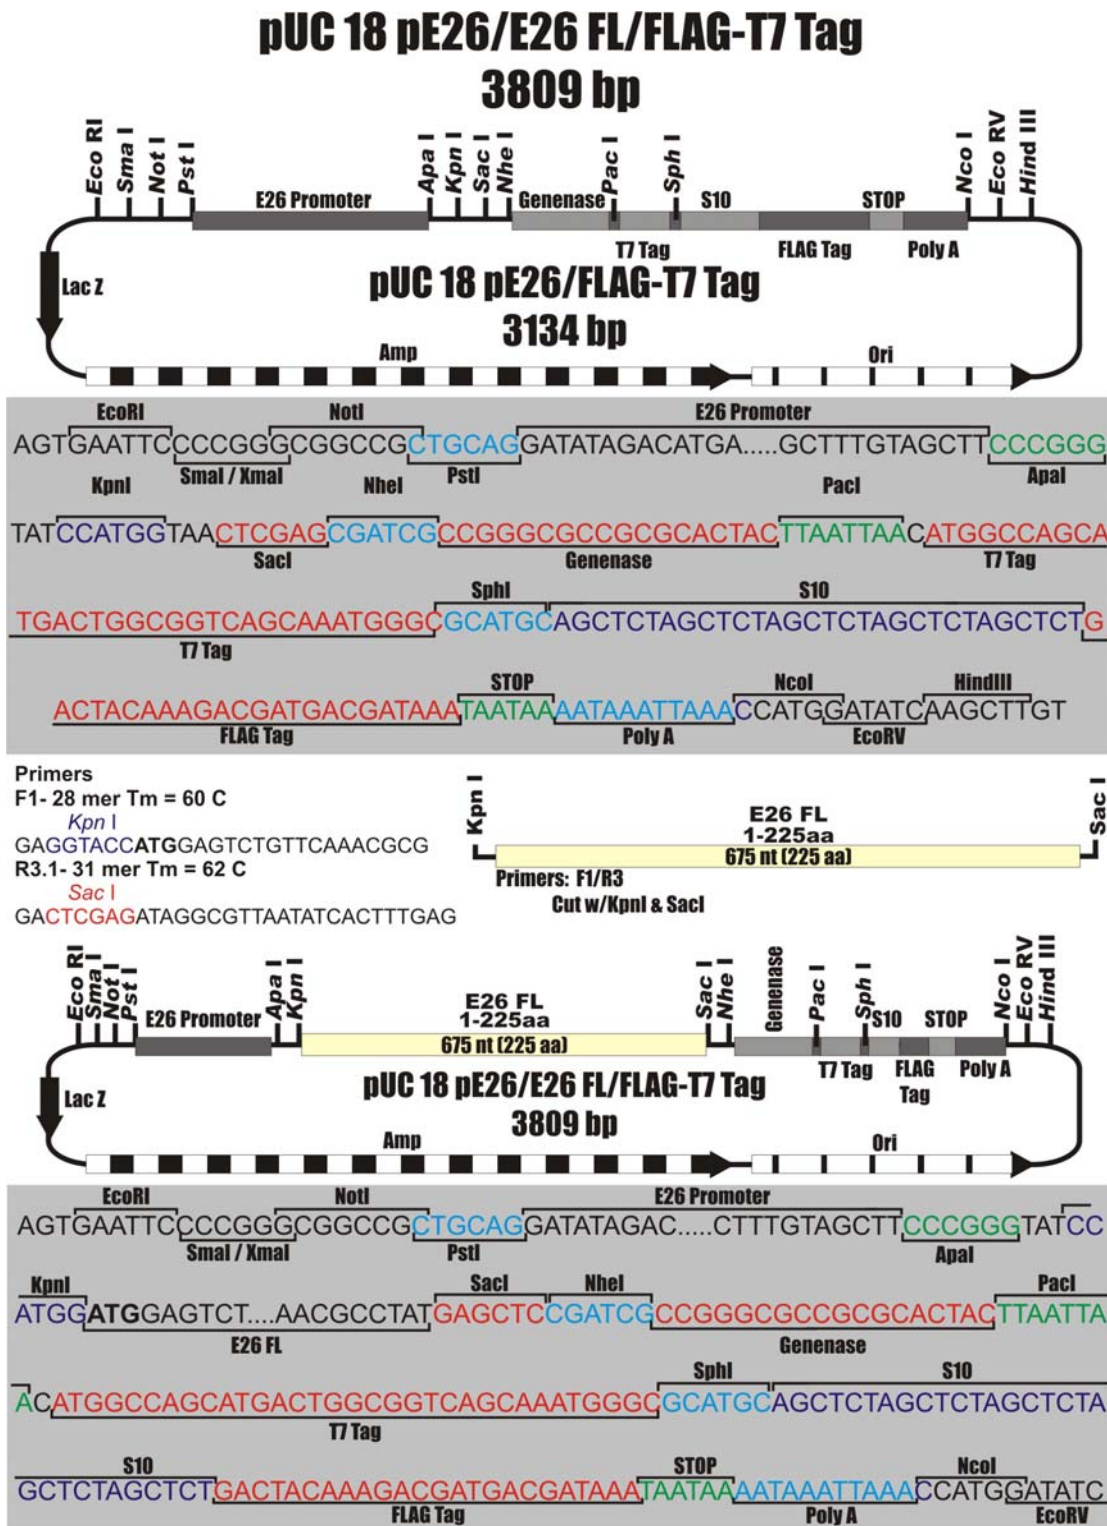 pUC 18 pE26/E26 FL/FLAG-T7 Tag
3809 bp
Eco RI Sma I Not I Pst I Apa I Kpn I Sac I Nhe I Pac I Sph I Nco I Eco RV Hind III
E26 Promoter Genenase S10 STOP
T7 Tag FLAG Tag Poly A
Lac Z
pUC 18 pE26/FLAG-T7 Tag
3134 bp
Amp Ori
EcoRI NotI E26 Promoter
AGTGAATTCCCCGGGCGGCCGCTGCAGGATATAGACATGA.....GCTTTGTAGCTTCCCGGG
SmaI / XmaI PstI ApaI
KpnI NheI PacI
TATCCATGGTAACTCGAGCGATCGCCGGGCGCCGCGCACTACTTAATTAACATGGCCAGCA
SacI Genenase T7 Tag
SphI S10
TGACTGGCGGTCAGCAAATGGGCGCATGCAGCTCTAGCTCTAGCTCTAGCTCTAGCTCTG
T7 Tag
STOP NcoI HindIII
ACTACAAAGACGATGACGATAAATAATAAAATAAATTAAACCATGGATATCAAGCTTGT
FLAG Tag Poly A EcoRV
Primers
F1- 28 mer Tm = 60 C
Kpn I
GAGGTACCATGGAGTCTGTTCAAACGCG
R3.1- 31 mer Tm = 62 C
Sac I
GACTCGAGATAGGCGTTAATATCACTTTGAG
Kpn I Sac I
E26 FL
1-225aa
675 nt (225 aa)
Primers: F1/R3
Cut w/KpnI & SacI
Eco RI Sma I Not I Pst I Apa I Kpn I Sac I Nhe I Genenase Pac I Sph I Nco I Eco RV Hind III
E26 Promoter E26 FL S10 STOP
1-225aa
675 nt (225 aa)
T7 Tag FLAG Tag Poly A
Lac Z
pUC 18 pE26/E26 FL/FLAG-T7 Tag
3809 bp
Amp Ori
EcoRI NotI E26 Promoter
AGTGAATTCCCCGGGCGGCCGCTGCAGGATATAGAC.....CTTTGTAGCTTCCCGGGTATCC
SmaI / XmaI PstI ApaI
KpnI SacI NheI PacI
ATGGATGGAGTCT....AACGCCTATGAGCTCCGATCGCCGGGCGCCGCGCACTACTTAATTA
E26 FL Genenase
SphI S10
ACATGGCCAGCATGACTGGCGGTCAGCAAATGGGCGCATGCAGCTCTAGCTCTAGCTCTA
T7 Tag
S10 STOP NcoI
GCTCTAGCTCTGACTACAAAGACGATGACGATAAATAATAAAATAAATTAAACCATGGATATC
FLAG Tag Poly A EcoRV